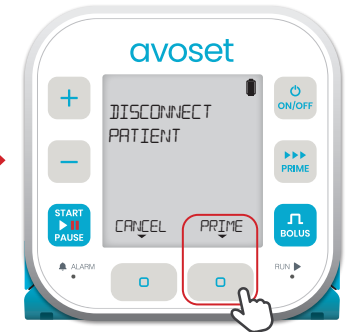 avoset
+
ON/OFF
DISCONNECT
PATIENT
−
PRIME
START
PAUSE
BOLUS
CANCEL PRIME
ALARM
RUN